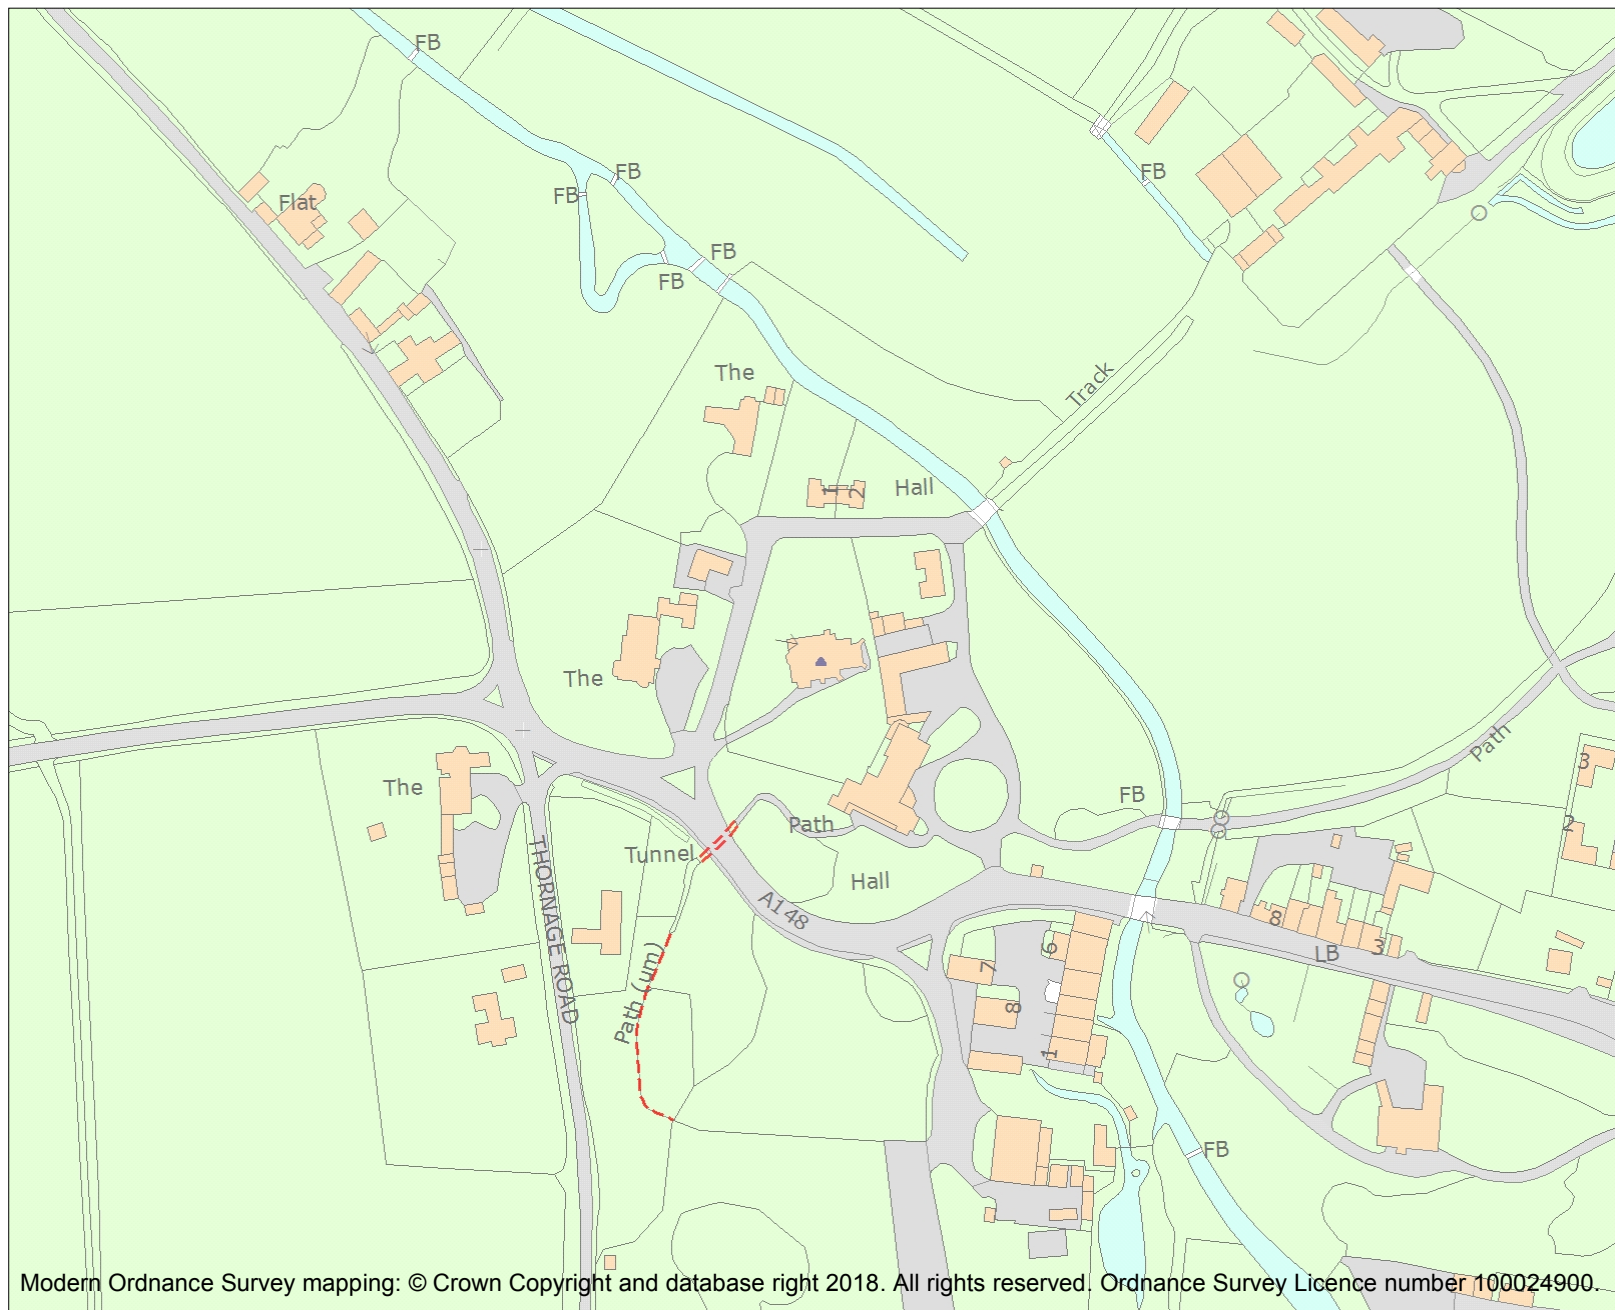 FB
FB
FB
FB
Flat
FB
FB
The
Track
1
2
Hall
The
Path
3
The
FB
2
Path
Tunnel
Hall
THORNAGE ROAD
A148
8
3
LB
6
7
8
Path (um)
1
FB
Modern Ordnance Survey mapping: © Crown Copyright and database right 2018. All rights reserved. Ordnance Survey Licence number 100024900.